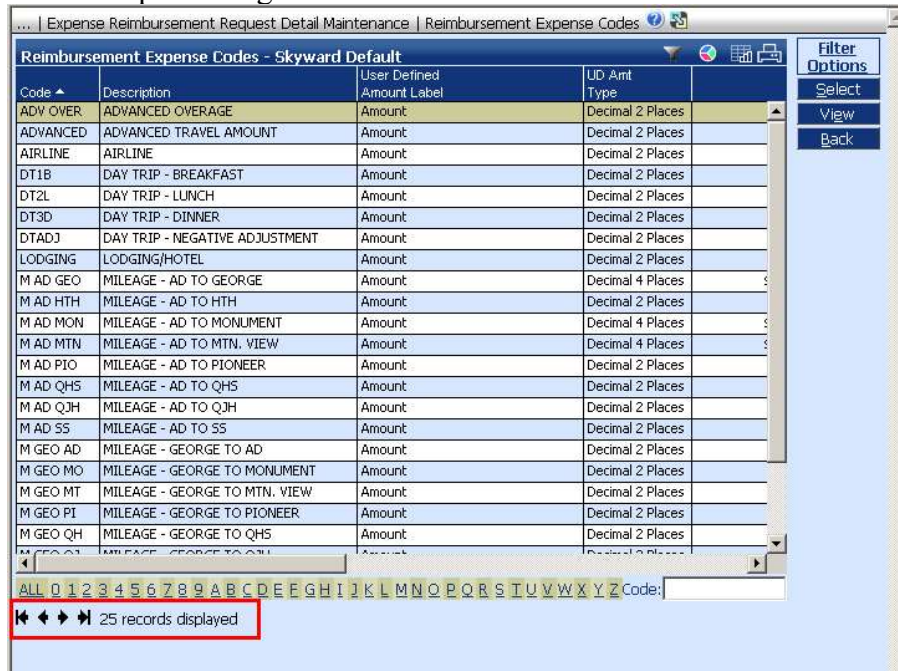 ... | Expense Reimbursement Request Detail Maintenance | Reimbursement Expense Codes
Reimbursement Expense Codes - Skyward Default
Filter Options
Select
View
Back
Code Description User Defined Amount Label UD Amt Type
ADV OVER ADVANCED OVERAGE Amount Decimal 2 Places
ADVANCED ADVANCED TRAVEL AMOUNT Amount Decimal 2 Places
AIRLINE AIRLINE Amount Decimal 2 Places
DT1B DAY TRIP - BREAKFAST Amount Decimal 2 Places
DT2L DAY TRIP - LUNCH Amount Decimal 2 Places
DT3D DAY TRIP - DINNER Amount Decimal 2 Places
DTADJ DAY TRIP - NEGATIVE ADJUSTMENT Amount Decimal 2 Places
LODGING LODGING/HOTEL Amount Decimal 2 Places
M AD GEO MILEAGE - AD TO GEORGE Amount Decimal 4 Places
M AD HTH MILEAGE - AD TO HTH Amount Decimal 2 Places
M AD MON MILEAGE - AD TO MONUMENT Amount Decimal 4 Places
M AD MTN MILEAGE - AD TO MTN. VIEW Amount Decimal 4 Places
M AD PIO MILEAGE - AD TO PIONEER Amount Decimal 2 Places
M AD QHS MILEAGE - AD TO QHS Amount Decimal 2 Places
M AD QJH MILEAGE - AD TO QJH Amount Decimal 2 Places
M AD SS MILEAGE - AD TO SS Amount Decimal 2 Places
M GEO AD MILEAGE - GEORGE TO AD Amount Decimal 2 Places
M GEO MO MILEAGE - GEORGE TO MONUMENT Amount Decimal 2 Places
M GEO MT MILEAGE - GEORGE TO MTN. VIEW Amount Decimal 2 Places
M GEO PI MILEAGE - GEORGE TO PIONEER Amount Decimal 2 Places
M GEO QH MILEAGE - GEORGE TO QHS Amount Decimal 2 Places
ALL 0 1 2 3 4 5 6 7 8 9 A B C D E F G H I J K L M N O P Q R S T U V W X Y Z Code:
25 records displayed